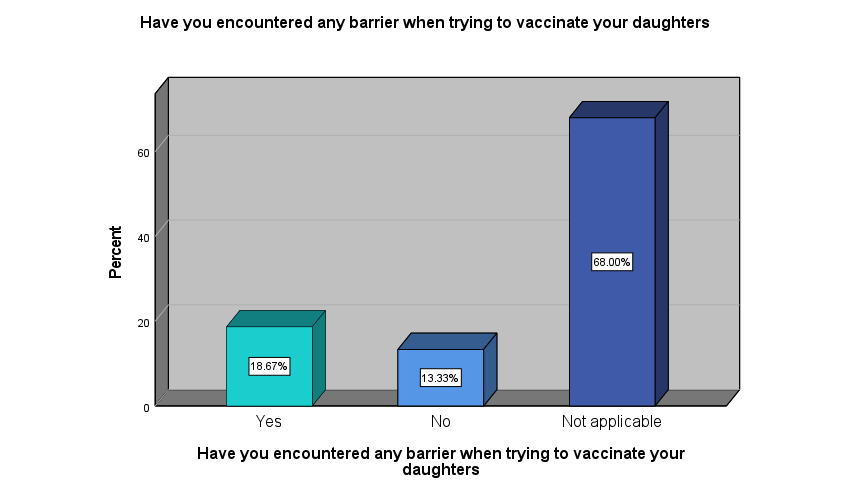 Have you encountered any barrier when trying to vaccinate your daughters
60
40
20
0
Percent
18.67%
13.33%
68.00%
Yes
No
Not applicable
Have you encountered any barrier when trying to vaccinate your
daughters